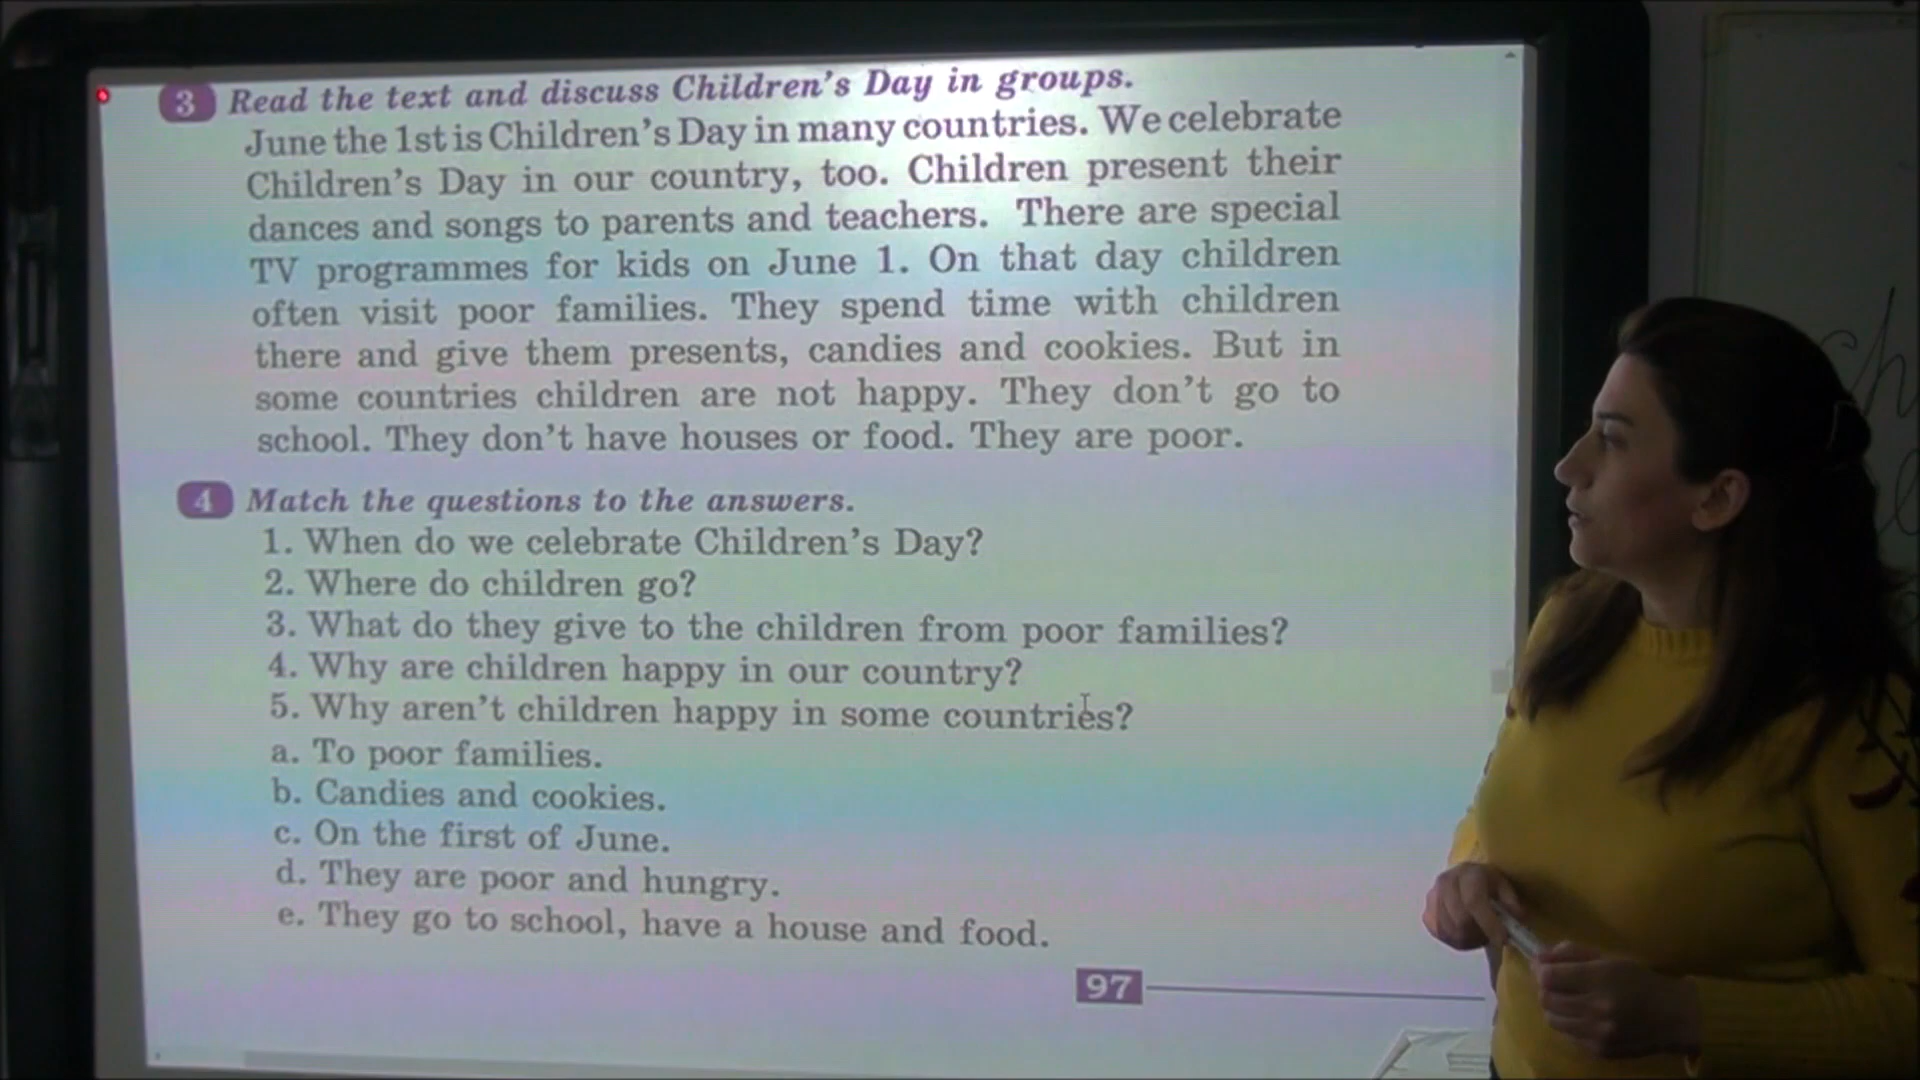 3 Read the text and discuss Children's Day in groups.
June the 1st is Children's Day in many countries. We celebrate
Children's Day in our country, too. Children present their
dances and songs to parents and teachers. There are special
TV programmes for kids on June 1. On that day children
often visit poor families. They spend time with children
there and give them presents, candies and cookies. But in
some countries children are not happy. They don't go to
school. They don't have houses or food. They are poor.
4 Match the questions to the answers.
1. When do we celebrate Children's Day?
2. Where do children go?
3. What do they give to the children from poor families?
4. Why are children happy in our country?
5. Why aren't children happy in some countries?
a. To poor families.
b. Candies and cookies.
c. On the first of June.
d. They are poor and hungry.
e. They go to school, have a house and food.
97